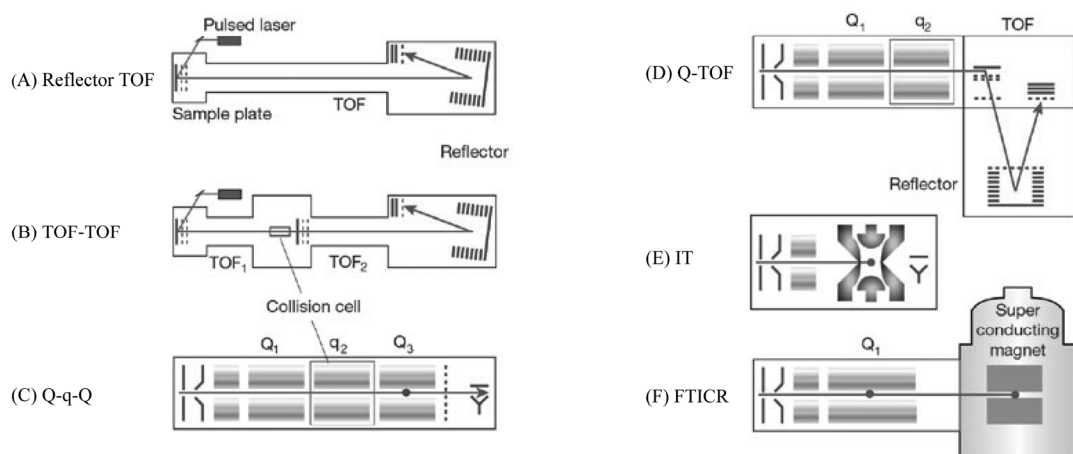 Pulsed laser
(A) Reflector TOF
TOF
Sample plate
Reflector
(B) TOF-TOF
TOF1
TOF2
Collision cell
Q1
q2
Q3
(C) Q-q-Q
Q1
q2
TOF
(D) Q-TOF
Reflector
(E) IT
Super
conducting
magnet
Q1
(F) FTICR